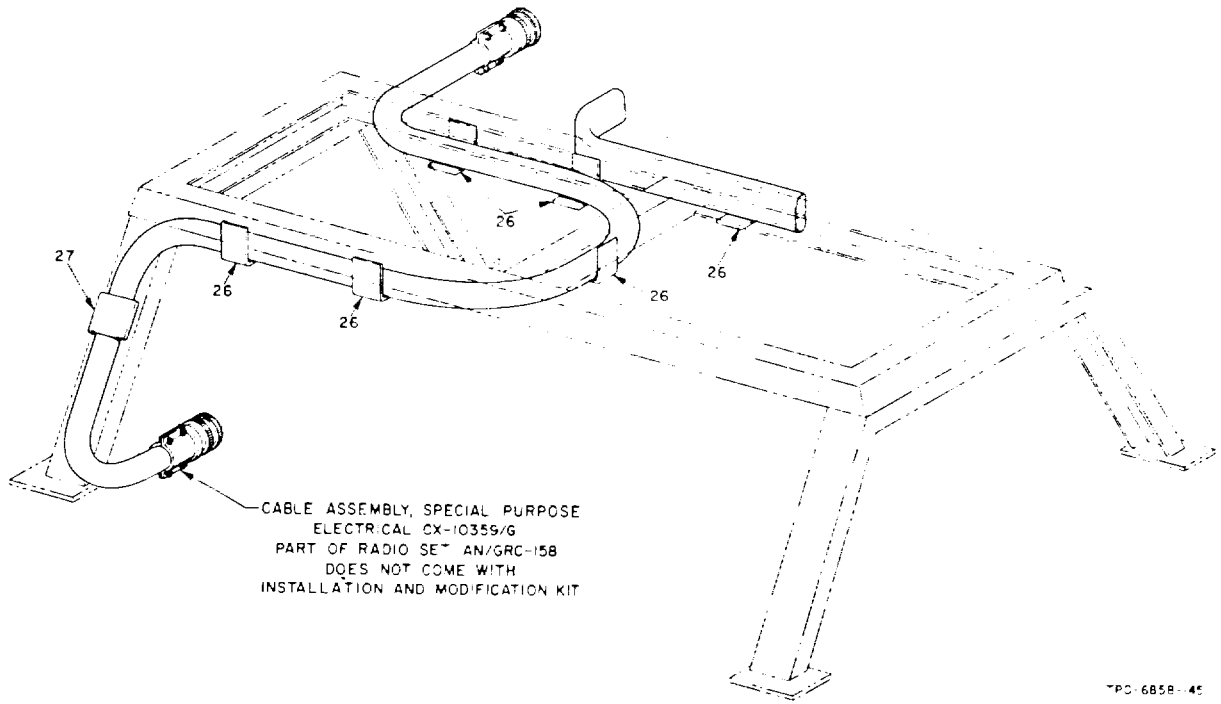 26
26
27
26
26
26
CABLE ASSEMBLY, SPECIAL PURPOSE
ELECTRICAL CX-10359/G
PART OF RADIO SET AN/GRC-158
DOES NOT COME WITH
INSTALLATION AND MODIFICATION KIT
TPC-6858--45